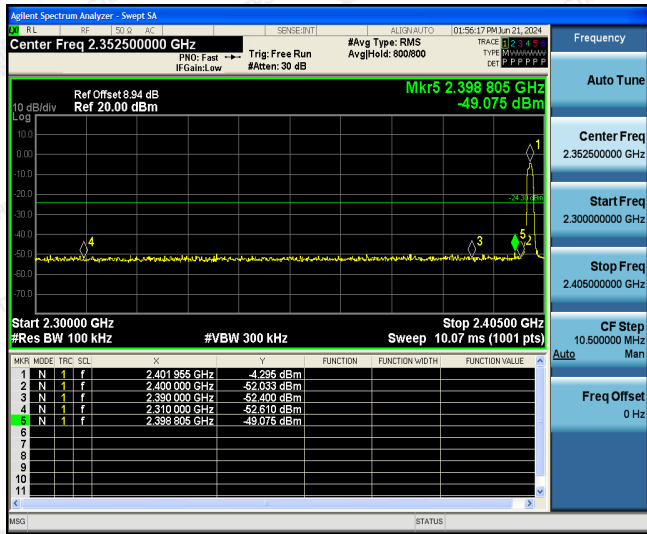 Agilent Spectrum Analyzer - Swept SA
RL RF 50 Ω AC SENSE:INT ALIGNAUTO 01:56:17 PM Jun 21, 2024
Center Freq 2.352500000 GHz
PNO: Fast
IFGain:Low
Trig: Free Run
#Atten: 30 dB
#Avg Type: RMS
Avg|Hold: 800/800
TRACE 1 2 3 4 5 6
TYPE MWWWWW
DET P P P P P P
Ref Offset 8.94 dB
10 dB/div Ref 20.00 dBm
Mkr5 2.398 805 GHz
-49.075 dBm
Log
10.0
0.00
-10.0
-20.0
-30.0
-40.0
-50.0
-60.0
-70.0
-24.30 dBm
1
2
3
4
5
Start 2.30000 GHz Stop 2.40500 GHz
#Res BW 100 kHz #VBW 300 kHz Sweep 10.07 ms (1001 pts)
MKR MODE TRC SCL X Y FUNCTION FUNCTION WIDTH FUNCTION VALUE
1 N 1 f 2.401 955 GHz -4.295 dBm
2 N 1 f 2.400 000 GHz -52.033 dBm
3 N 1 f 2.390 000 GHz -52.400 dBm
4 N 1 f 2.310 000 GHz -52.610 dBm
5 N 1 f 2.398 805 GHz -49.075 dBm
6
7
8
9
10
11
MSG STATUS
Frequency
Auto Tune
Center Freq
2.352500000 GHz
Start Freq
2.300000000 GHz
Stop Freq
2.405000000 GHz
CF Step
10.500000 MHz
Auto Man
Freq Offset
0 Hz